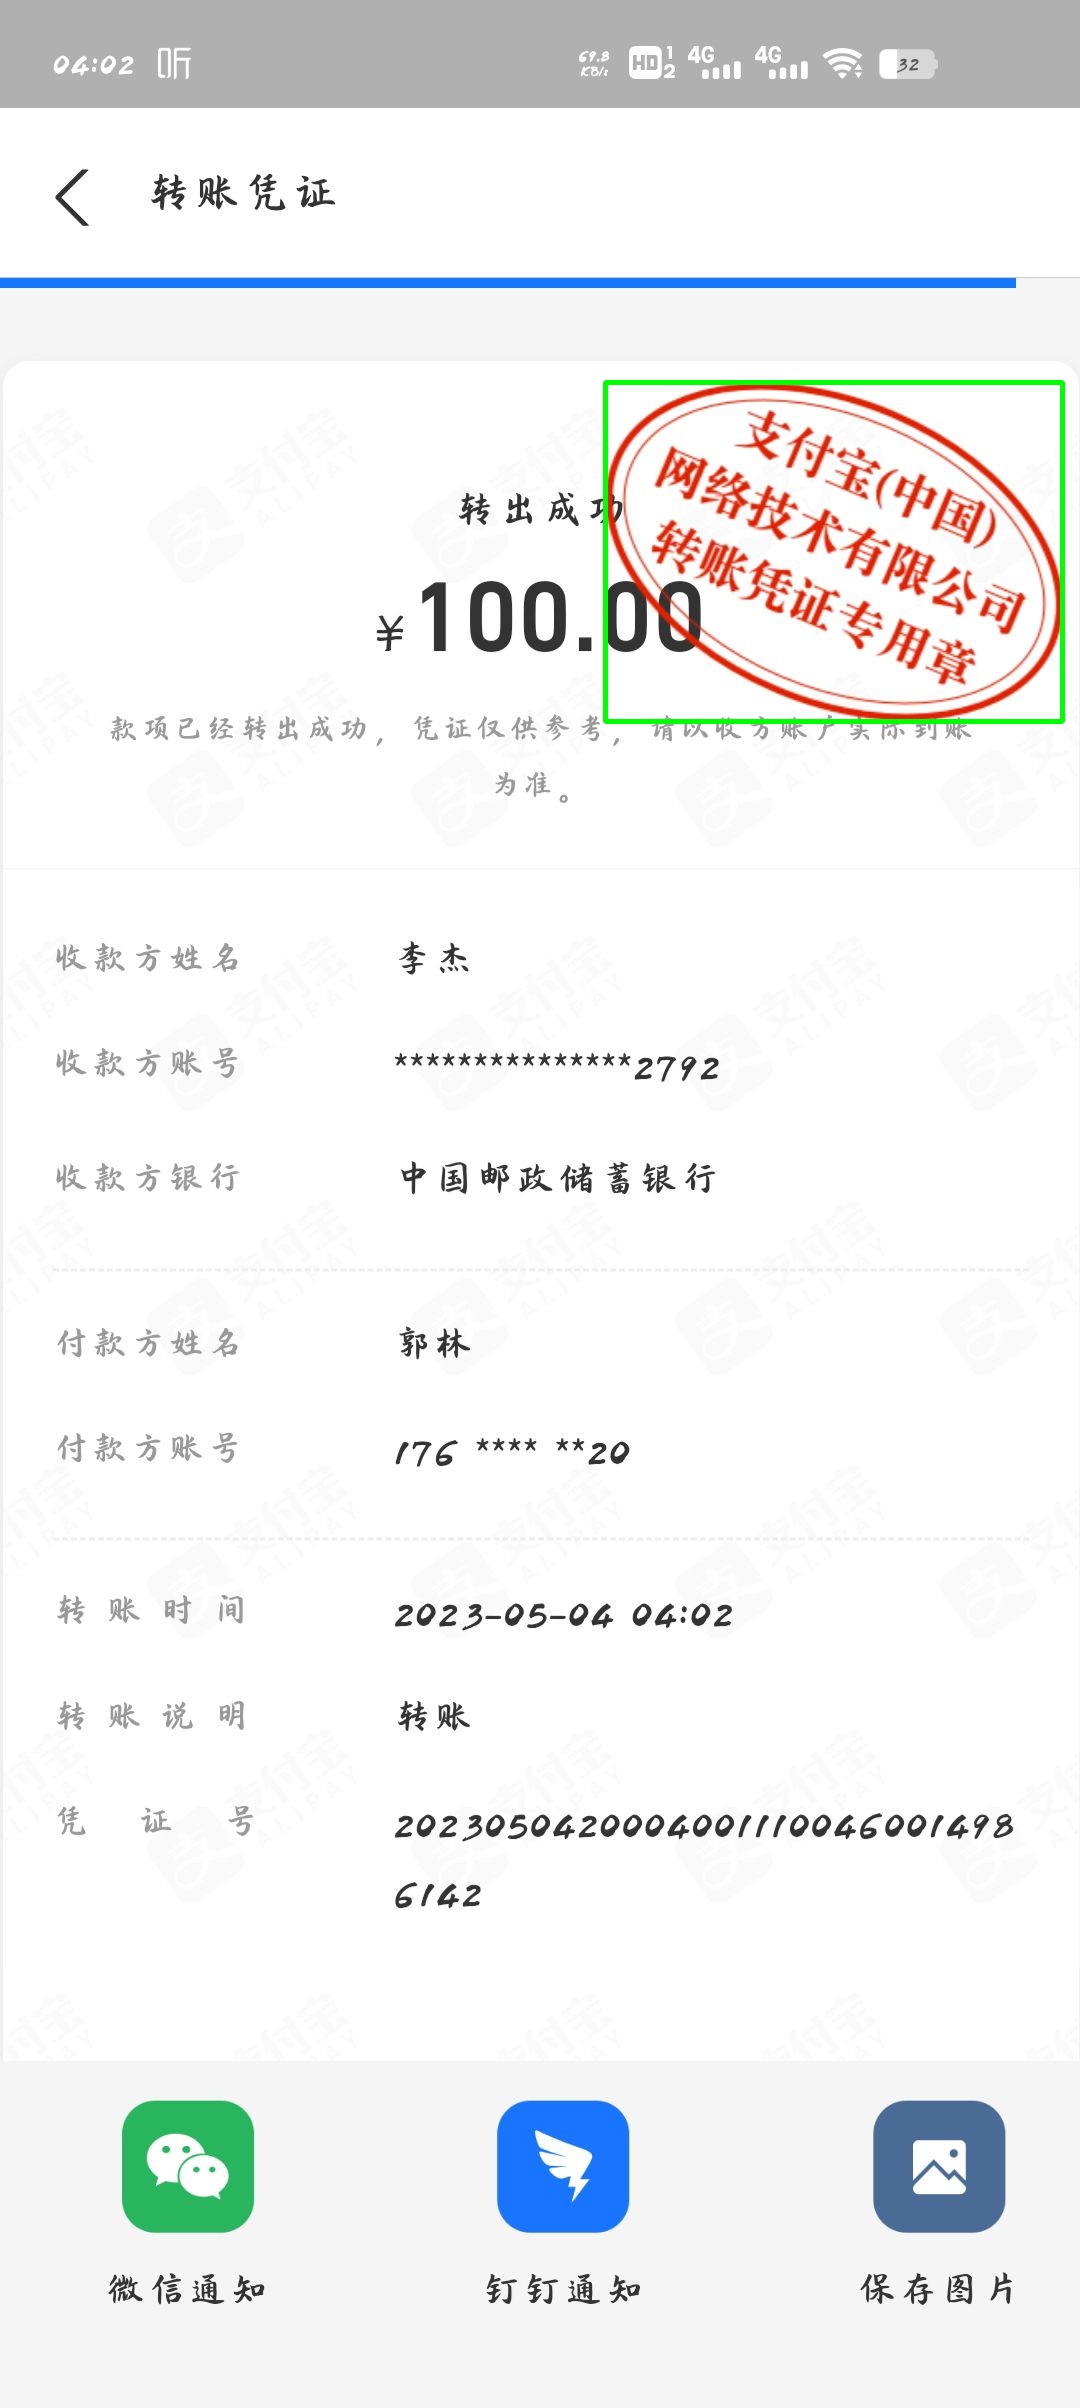 04:02 听 69.8 KB/s HD 1 2 4G 4G 32
转账凭证
支付宝(中国)
网络技术有限公司
转账凭证专用章
转出成功
¥100.00
款项已经转出成功，凭证仅供参考，请以收方账户实际到账
为准。
收款方姓名 李杰
收款方账号 ***************2792
收款方银行 中国邮政储蓄银行
付款方姓名 郭林
付款方账号 176 **** **20
转账时间 2023-05-04 04:02
转账说明 转账
凭证号 2023050420004001110046001498
6142
微信通知 钉钉通知 保存图片